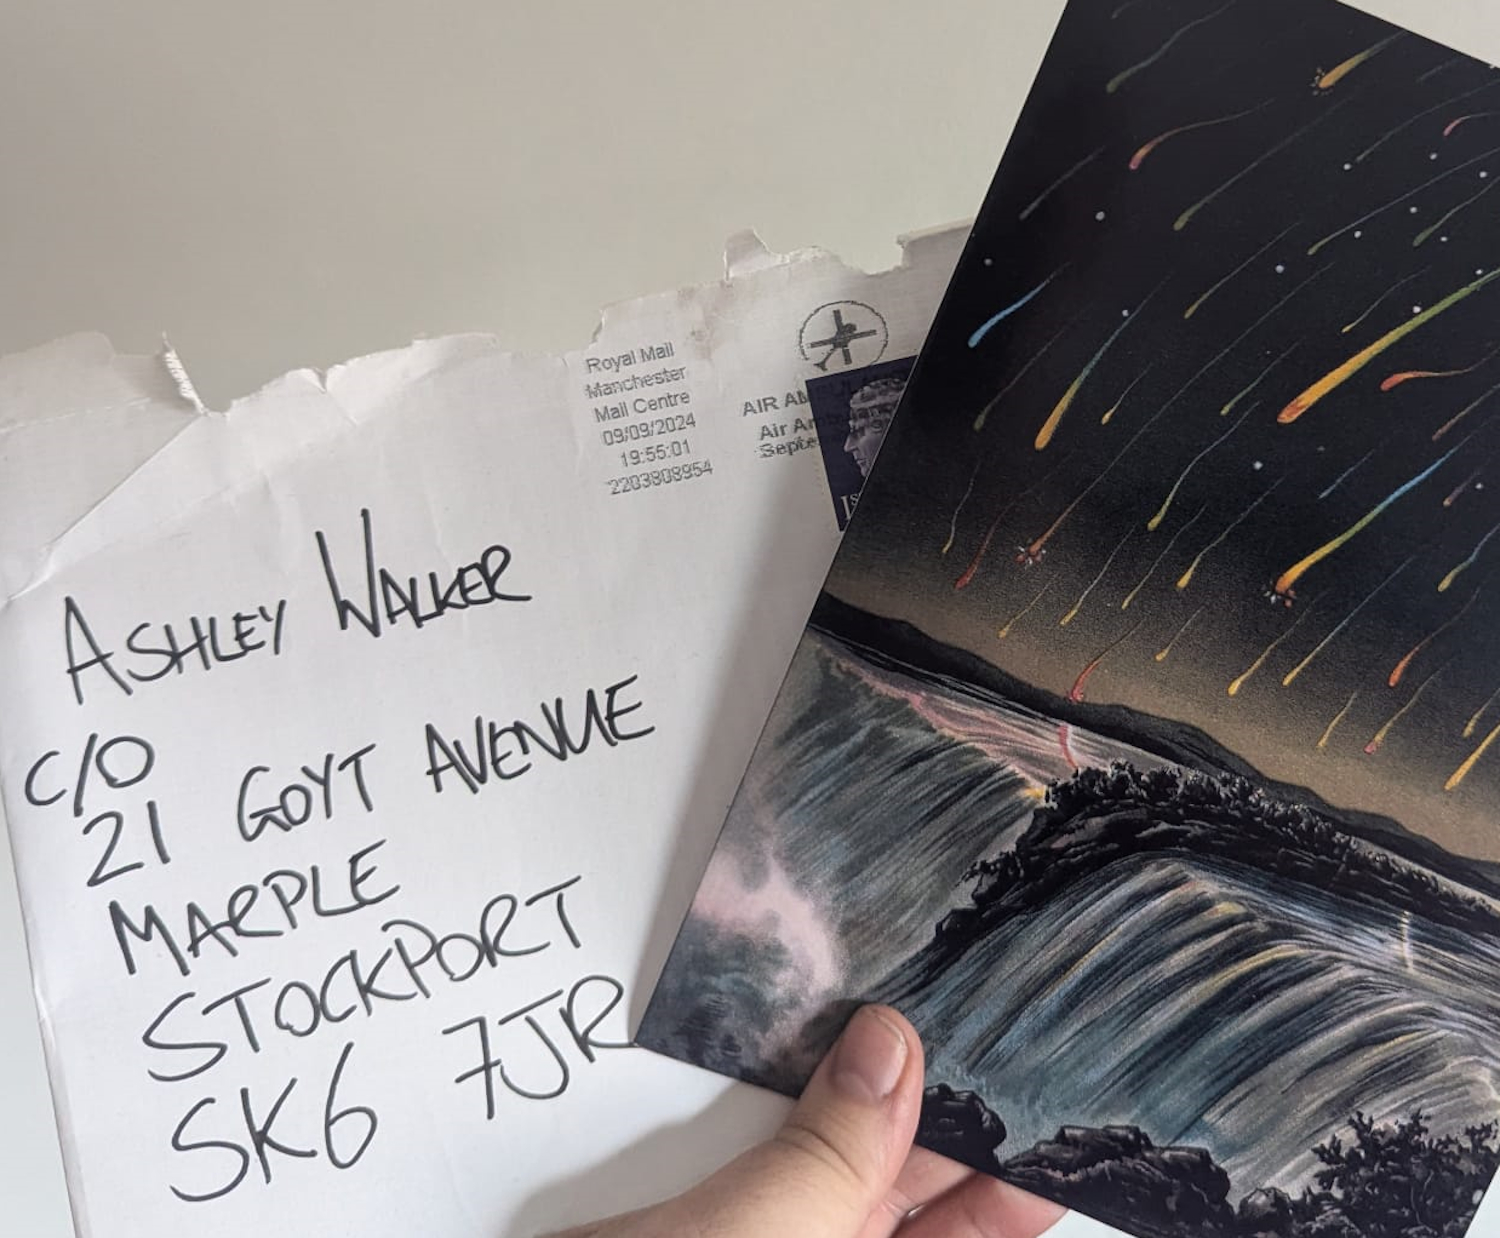 Royal Mail
Manchester
Mail Centre
09/09/2024
19:55:01
2203808954
AIR
Air
1st
ASHLEY WALKER
C/O
21 GOYT AVENUE
MARPLE
STOCKPORT
SK6 7JR